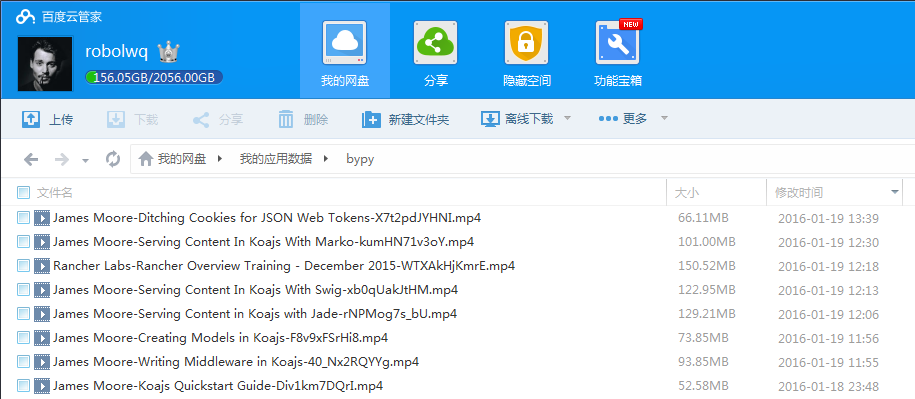 百度云管家
robolwq
156.05GB/2056.00GB
我的网盘
分享
隐藏空间
NEW
功能宝箱
上传 下载 分享 删除 新建文件夹 离线下载 更多
我的网盘 我的应用数据 bypy
文件名 大小 修改时间
James Moore-Ditching Cookies for JSON Web Tokens-X7t2pdJYHNI.mp4 66.11MB 2016-01-19 13:39
James Moore-Serving Content In Koajs With Marko-kumHN71v3oY.mp4 101.00MB 2016-01-19 12:30
Rancher Labs-Rancher Overview Training - December 2015-WTXAkHjKmrE.mp4 150.52MB 2016-01-19 12:18
James Moore-Serving Content In Koajs With Swig-xb0qUakJtHM.mp4 122.95MB 2016-01-19 12:13
James Moore-Serving Content in Koajs with Jade-rNPMog7s_bU.mp4 129.21MB 2016-01-19 12:06
James Moore-Creating Models in Koajs-F8v9xFSrHi8.mp4 73.85MB 2016-01-19 11:56
James Moore-Writing Middleware in Koajs-40_Nx2RQYYg.mp4 93.85MB 2016-01-19 11:55
James Moore-Koajs Quickstart Guide-Div1km7DQrI.mp4 52.58MB 2016-01-18 23:48